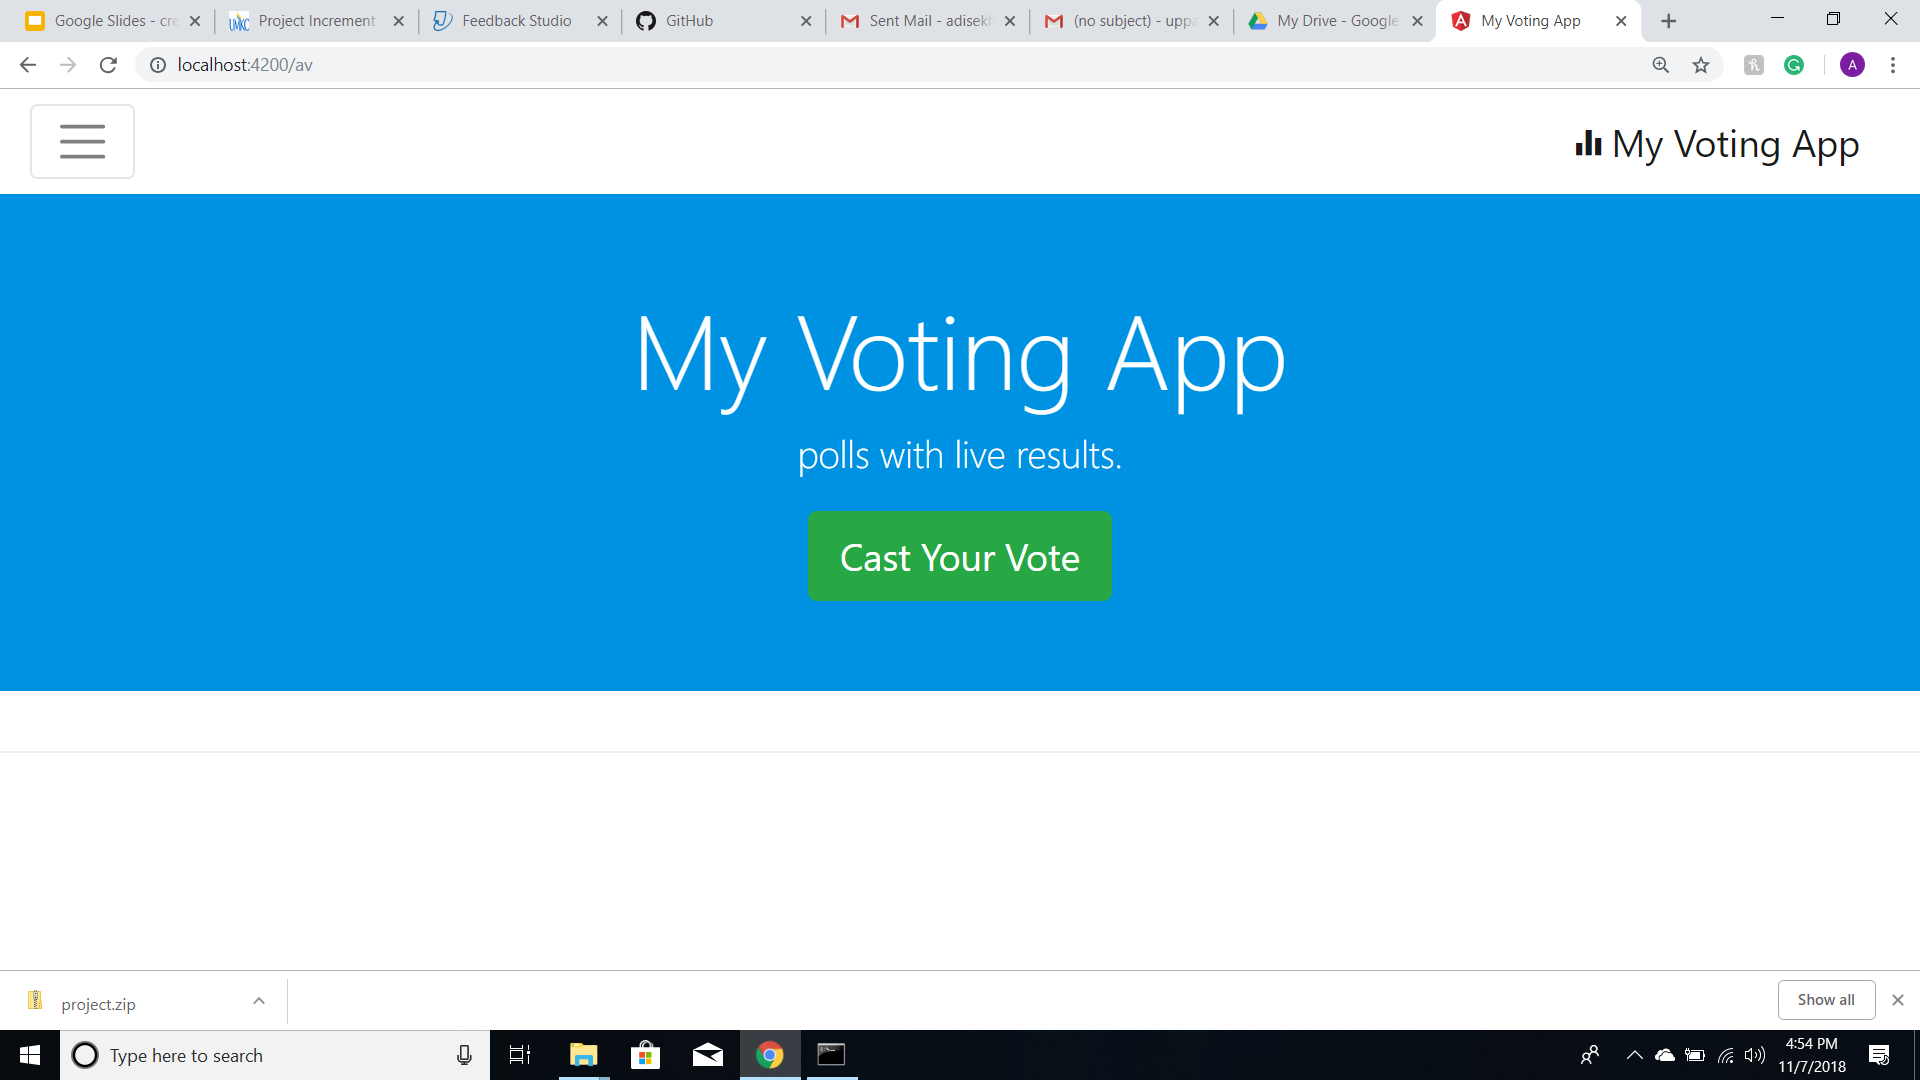 Google Slides - cre
Project Increment
Feedback Studio
GitHub
Sent Mail - adisekh
(no subject) - uppa
My Drive - Google
My Voting App
localhost:4200/av
A
My Voting App
My Voting App
polls with live results.
Cast Your Vote
project.zip
Show all
Type here to search
4:54 PM
11/7/2018